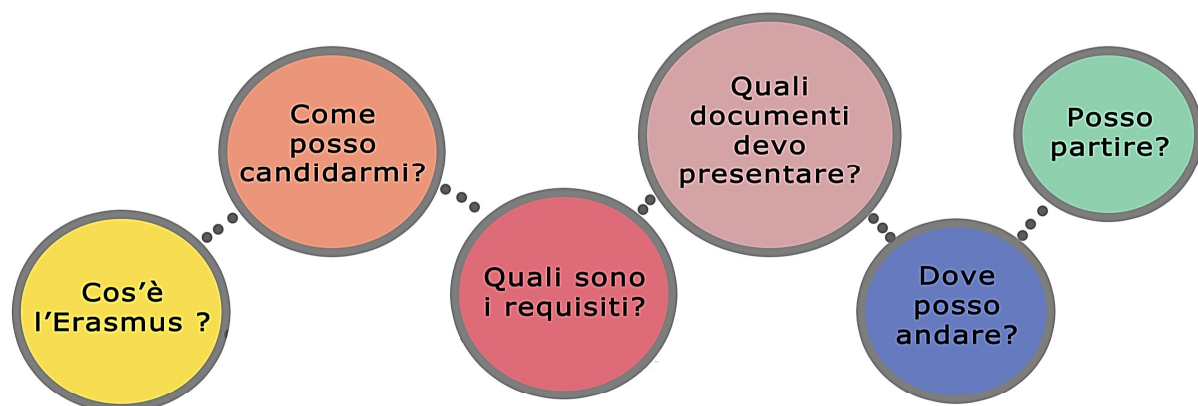 Cos'è
l'Erasmus ?
Come
posso
candidarmi?
Quali sono
i requisiti?
Quali
documenti
devo
presentare?
Dove
posso
andare?
Posso
partire?